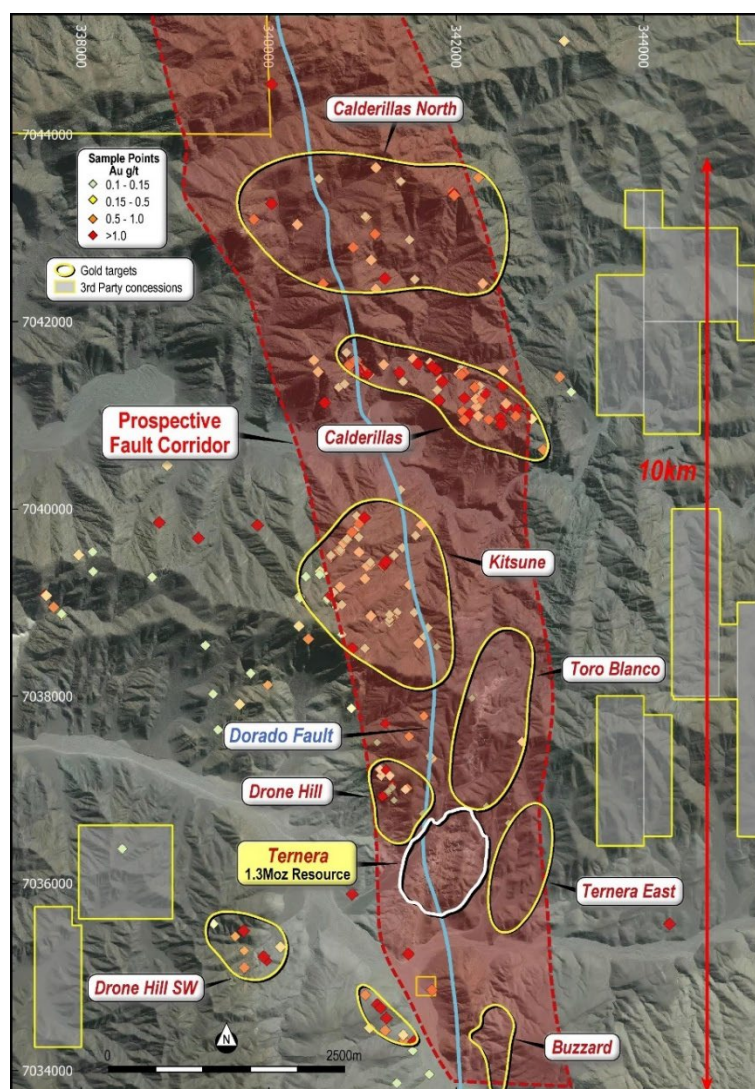 338000
340000
342000
344000
7044000
Calderillas North
Sample Points
Au g/t
0.1 - 0.15
0.15 - 0.5
0.5 - 1.0
>1.0
Gold targets
3rd Party concessions
7042000
Prospective
Fault Corridor
Calderillas
10km
7040000
Kitsune
Toro Blanco
7038000
Dorado Fault
Drone Hill
Ternera
1.3Moz Resource
7036000
Ternera East
Drone Hill SW
N
0
2500m
Buzzard
7034000